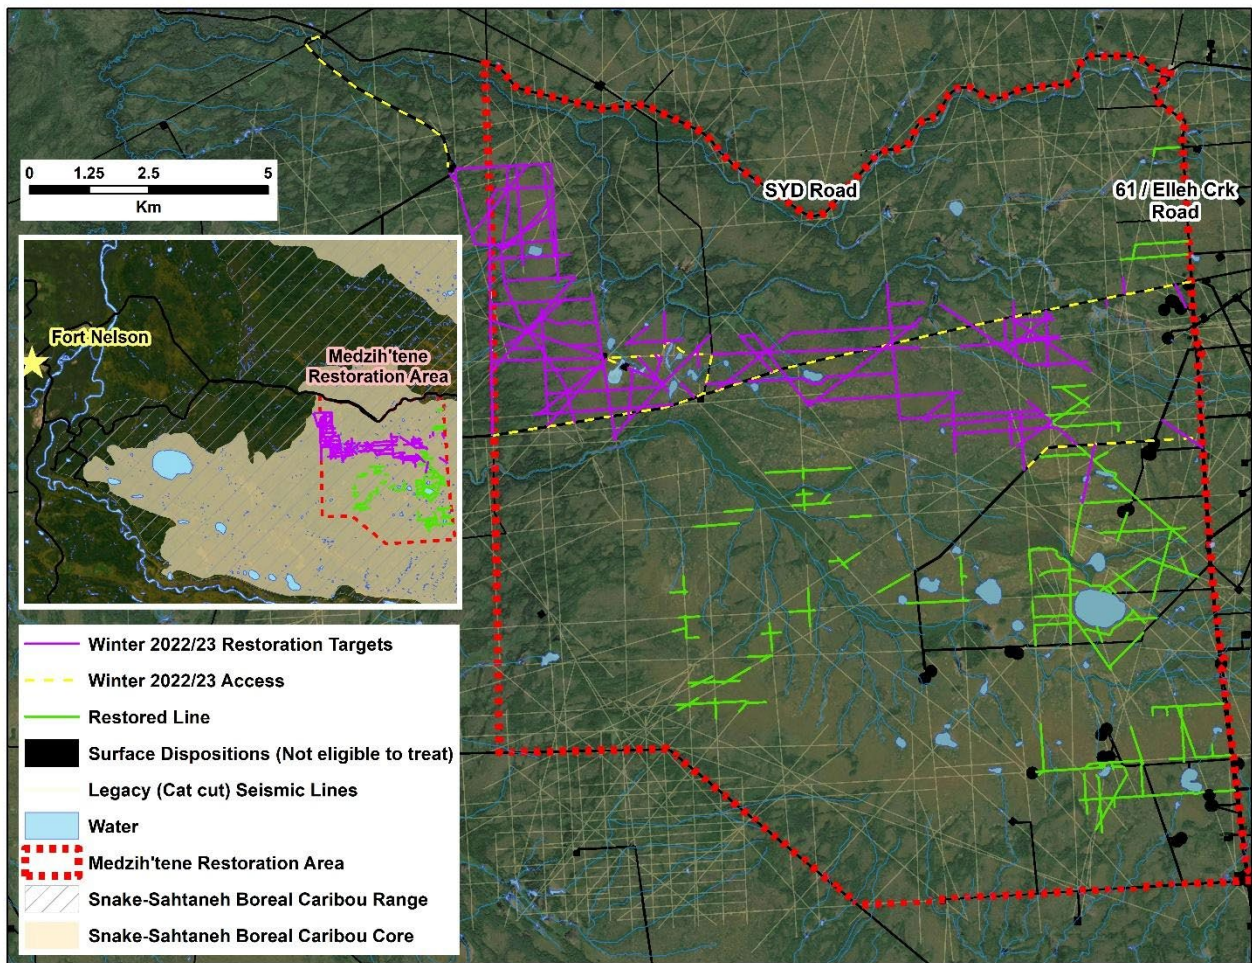 SYD Road
61 / Elleh Crk
Road
0 1.25 2.5 5
Km
Fort Nelson
Medzih'tene
Restoration Area
Winter 2022/23 Restoration Targets
Winter 2022/23 Access
Restored Line
Surface Dispositions (Not eligible to treat)
Legacy (Cat cut) Seismic Lines
Water
Medzih'tene Restoration Area
Snake-Sahtaneh Boreal Caribou Range
Snake-Sahtaneh Boreal Caribou Core